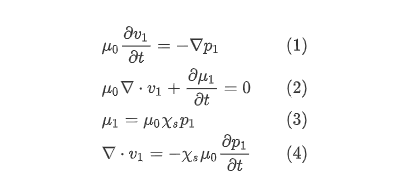 μ₀ ∂v₁/∂t = −∇p₁ (1)
μ₀∇ · v₁ + ∂μ₁/∂t = 0 (2)
μ₁ = μ₀χₛp₁ (3)
∇ · v₁ = −χₛμ₀ ∂p₁/∂t (4)